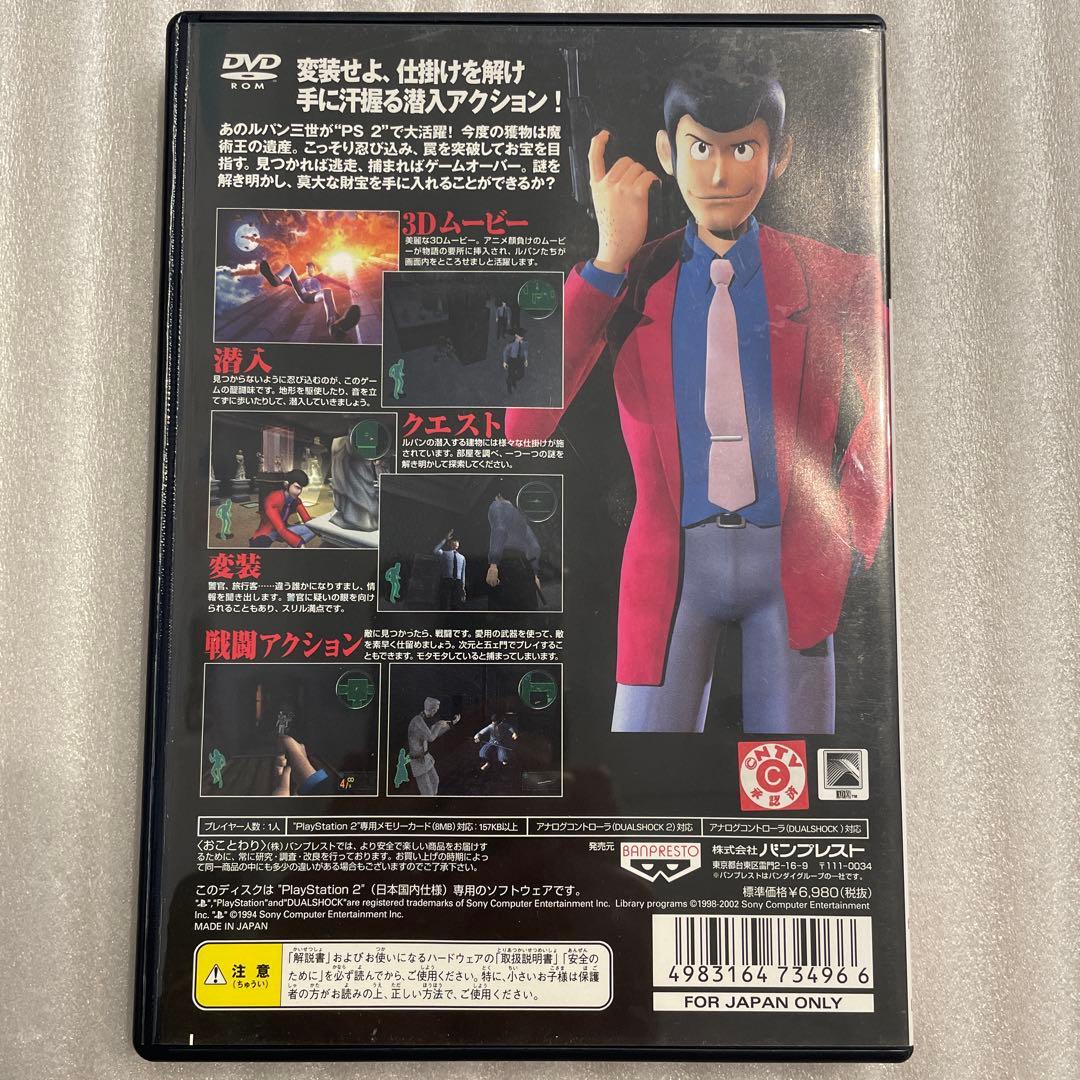 DVD
ROM
変装せよ、仕掛けを解け
手に汗握る潜入アクション!
あのルパン三世が"PS 2"で大活躍! 今度の獲物は魔
術王の遺産。こっそり忍び込み、罠を突破してお宝を目
指す。見つかれば逃走、捕まればゲームオーバー。謎
を解き明かし、莫大な財宝を手に入れることができるか?
3Dムービー
美麗な3Dムービー。アニメ顔負けのムービ
ーが物語の要所に挿入され、ルパンたちが
画面内をところせましと活躍します。
潜入
見つからないように忍び込むのが、このゲー
ムの醍醐味です。地形を駆使したり、音を立
てずに歩いたりして、潜入していきましょう。
クエスト
ルパンの潜入する建物には様々な仕掛けが施
されています。部屋を調べ、一つ一つの謎を
解き明かして探索してください。
変装
警官、旅行客……違う誰かになりすまし、情
報を聞き出します。警官に疑いの眼を向け
られることもあり、スリル満点です。
戦闘アクション
敵に見つかったら、戦闘です。愛用の武器を使って、敵
を素早く仕留めましょう。次元と五ェ門でプレイするこ
ともできます。モタモタしていると捕まってしまいます。
4/8
NTV
C
承認済
ADX TM
プレイヤー人数:1人
"PlayStation 2"専用メモリーカード(8MB)対応:157KB以上
アナログコントローラ(DUALSHOCK 2)対応
アナログコントローラ(DUALSHOCK)対応
〈おことわり〉(株)バンプレストでは、より安全で楽しい商品をお届け
するために、常に研究・調査・改良を行っております。お買い上げの時期によっ
て同一商品の中にも多少の違いがある場合もございますのでご了承ください。
発売元
BANPRESTO
株式会社 バンプレスト
東京都台東区雷門2-16-9 〒111-0034
※バンプレストはバンダイグループの一社です。
このディスクは"PlayStation 2"(日本国内仕様)専用のソフトウェアです。
標準価格¥6,980(税抜)
" ","PlayStation"and"DUALSHOCK"are registered trademarks of Sony Computer Entertainment Inc. Library programs ©1998-2002 Sony Computer Entertainment
Inc. " " ©1994 Sony Computer Entertainment Inc.
MADE IN JAPAN
注意
(ちゅうい)
「解説書」およびお使いになるハードウェアの「取扱説明書」「安全の
ために」を必ず読んでから、ご使用ください。特に、小さいお子様は保護
者の方がお読みの上、正しい方法で、ご使用ください。
4983164 73496 6
FOR JAPAN ONLY